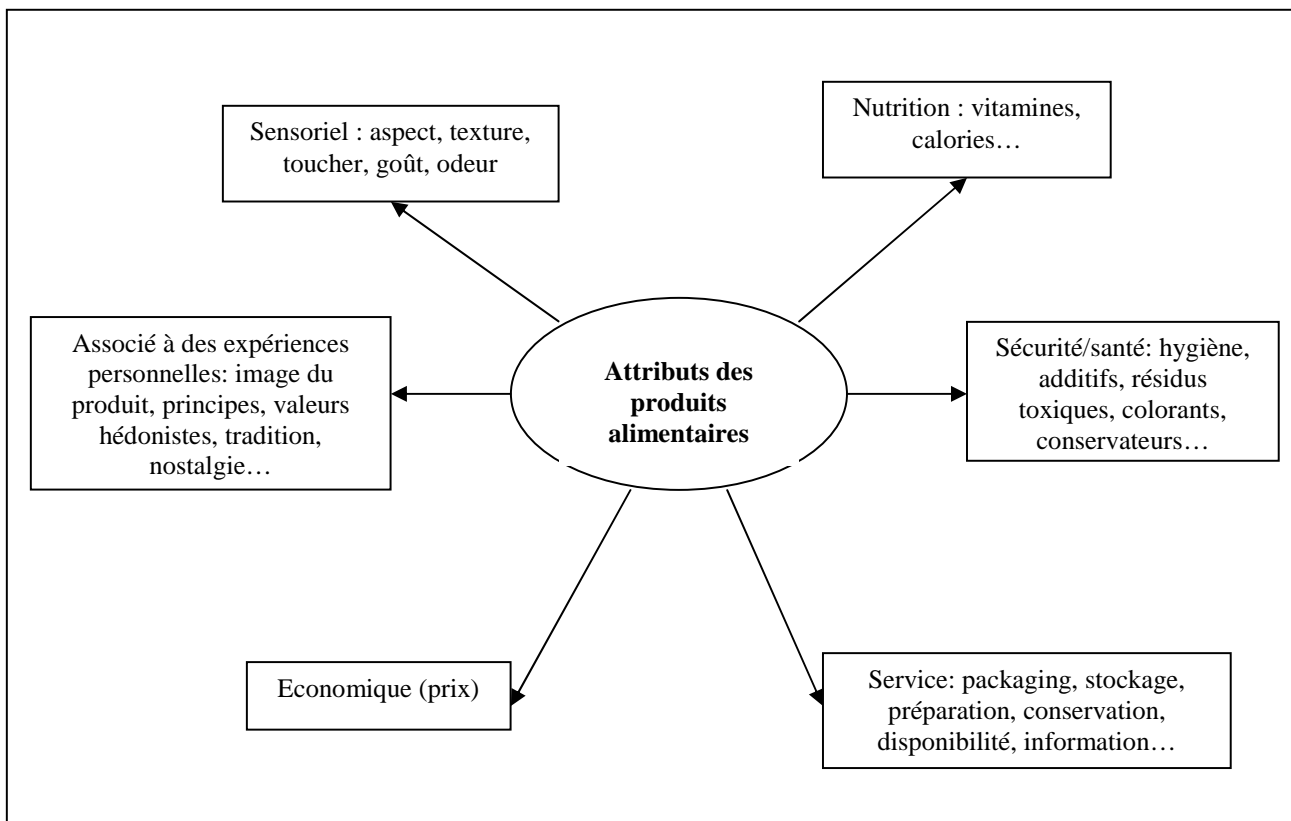 Sensoriel : aspect, texture,
toucher, goût, odeur
Nutrition : vitamines,
calories…
Associé à des expériences
personnelles: image du
produit, principes, valeurs
hédonistes, tradition,
nostalgie…
Attributs des
produits
alimentaires
Sécurité/santé: hygiène,
additifs, résidus
toxiques, colorants,
conservateurs…
Economique (prix)
Service: packaging, stockage,
préparation, conservation,
disponibilité, information…